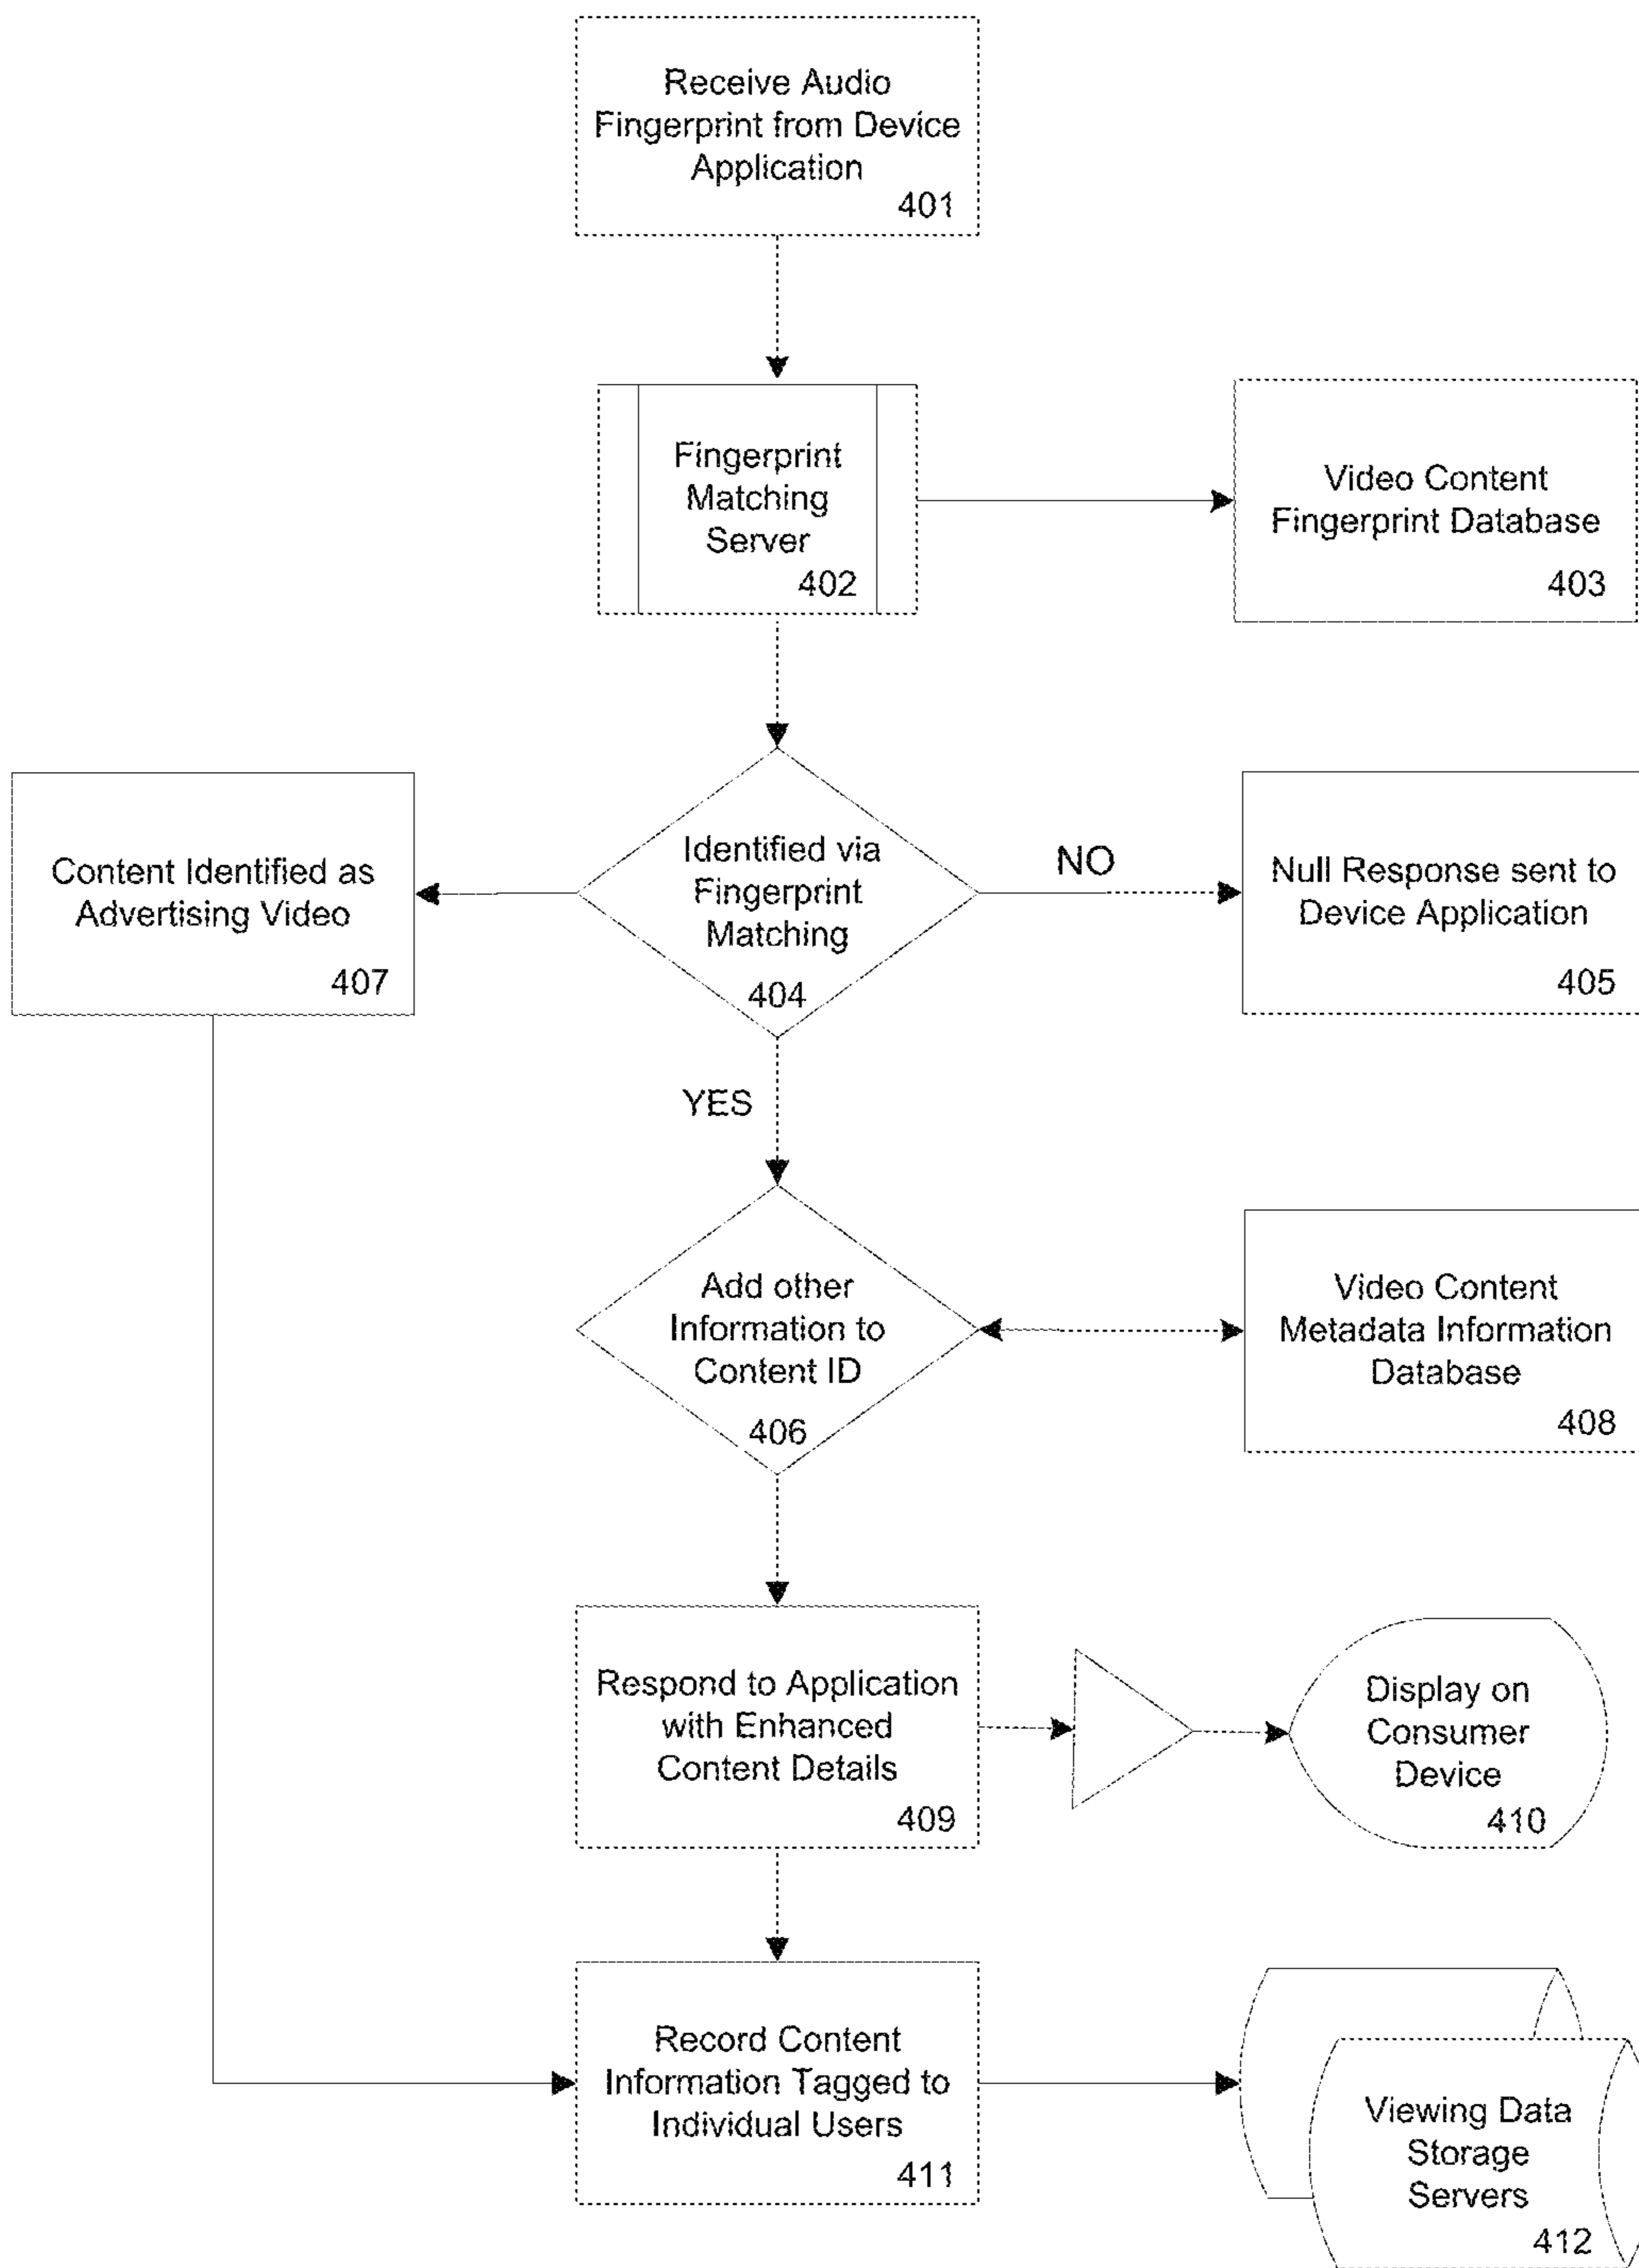 Receive Audio
Fingerprint from Device
Application
401
Fingerprint
Matching
Server
402
Video Content
Fingerprint Database
403
Content Identified as
Advertising Video
407
Identified via
Fingerprint
Matching
404
NO
Null Response sent to
Device Application
405
YES
Add other
Information to
Content ID
406
Video Content
Metadata Information
Database
408
Respond to Application
with Enhanced
Content Details
409
Display on
Consumer
Device
410
Record Content
Information Tagged to
Individual Users
411
Viewing Data
Storage
Servers
412